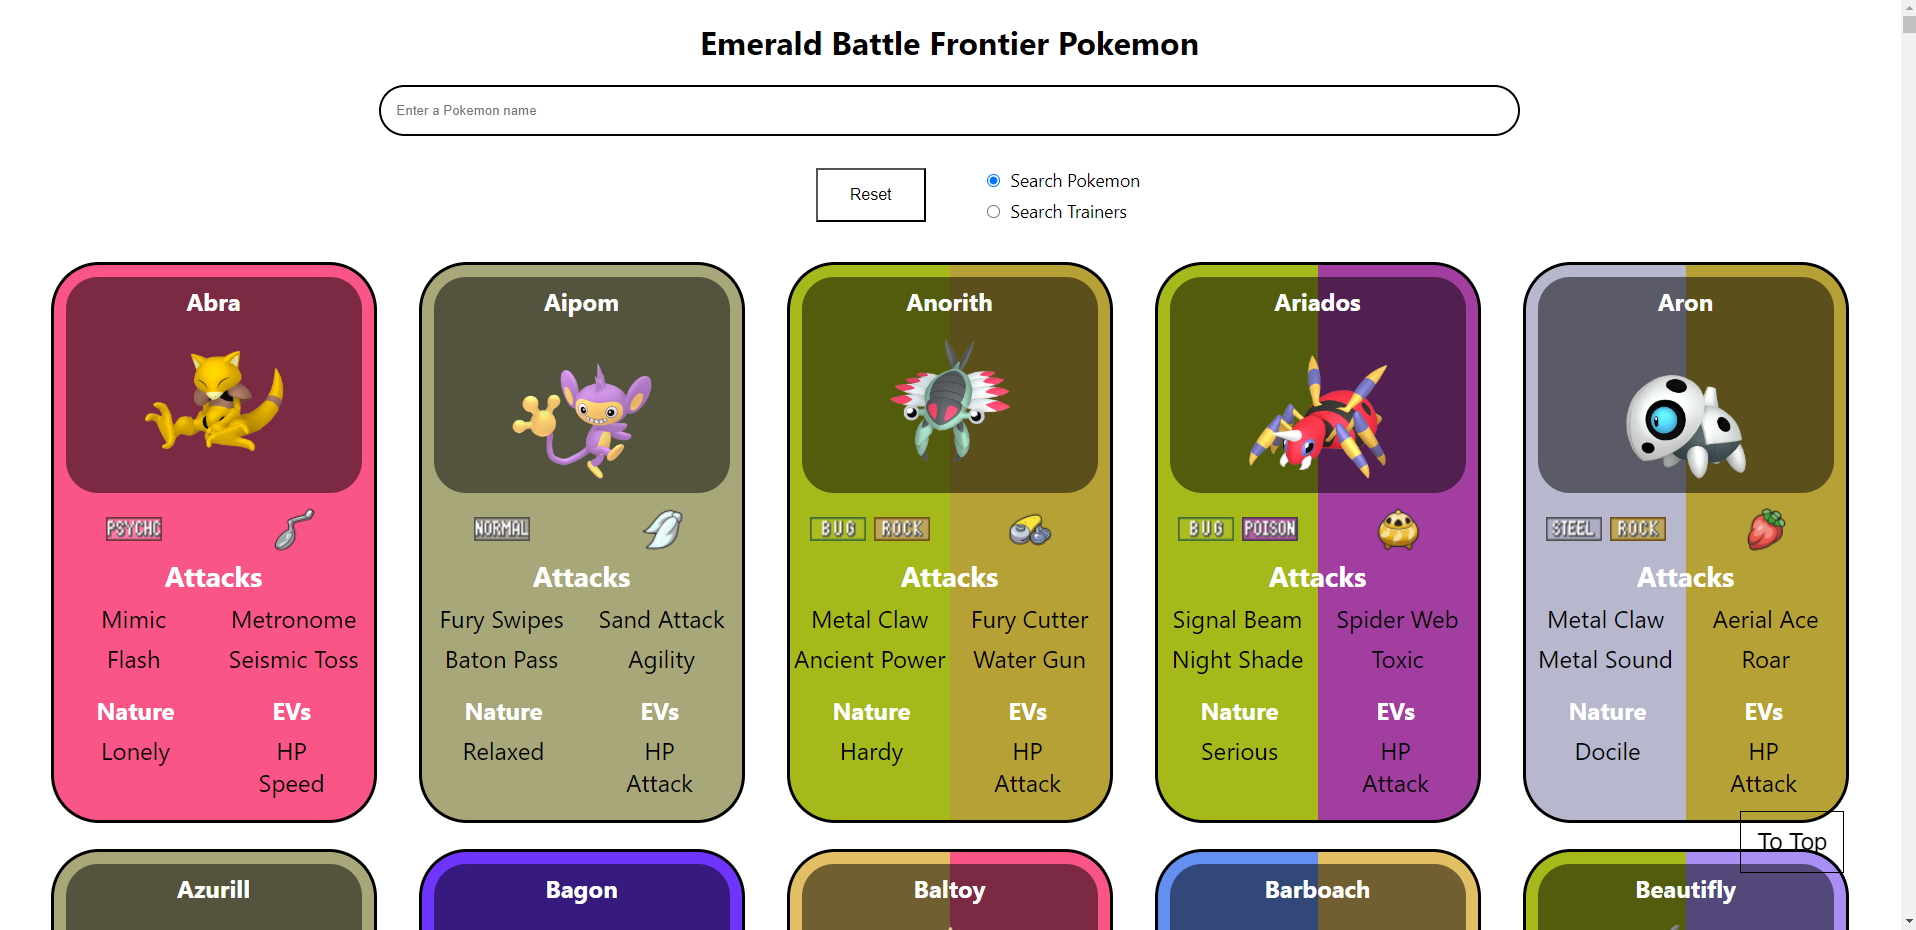 Emerald Battle Frontier Pokemon
Enter a Pokemon name
Reset
Search Pokemon
Search Trainers
Abra
PSYCHC
Attacks
Mimic Metronome
Flash Seismic Toss
Nature EVs
Lonely HP
Speed
Aipom
NORMAL
Attacks
Fury Swipes Sand Attack
Baton Pass Agility
Nature EVs
Relaxed HP
Attack
Anorith
BUG ROCK
Attacks
Metal Claw Fury Cutter
Ancient Power Water Gun
Nature EVs
Hardy HP
Attack
Ariados
BUG POISON
Attacks
Signal Beam Spider Web
Night Shade Toxic
Nature EVs
Serious HP
Attack
Aron
STEEL ROCK
Attacks
Metal Claw Aerial Ace
Metal Sound Roar
Nature EVs
Docile HP
Attack
To Top
Azurill
Bagon
Baltoy
Barboach
Beautifly